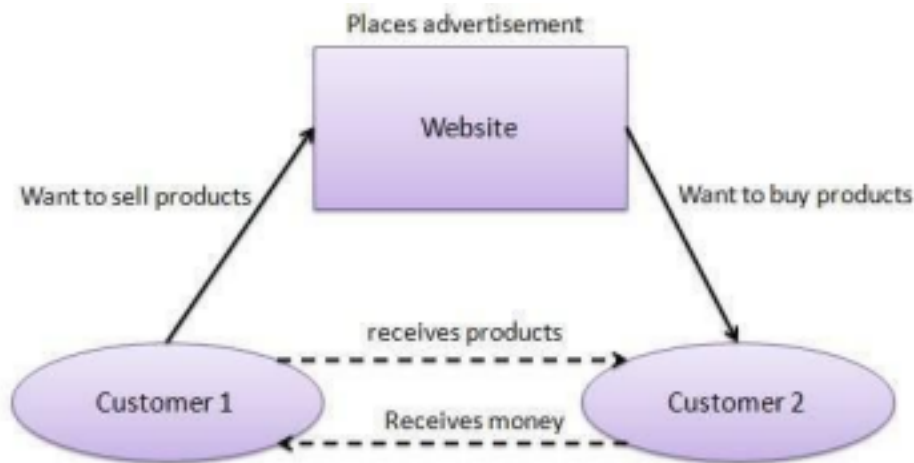 Places advertisement
Website
Want to sell products
Want to buy products
receives products
Customer 1
Customer 2
Receives money